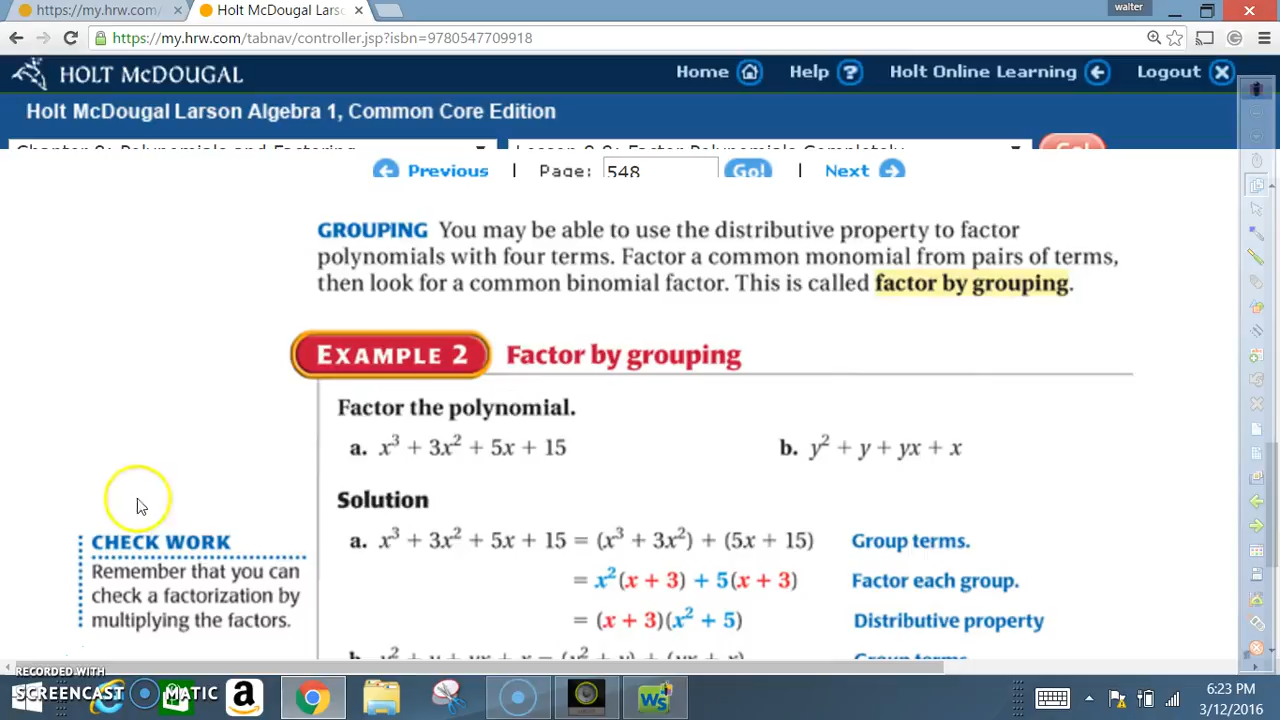 https://my.hrw.com/
Holt McDougal Lars
walter
https://my.hrw.com/tabnav/controller.jsp?isbn=9780547709918
HOLT MCDOUGAL
Home
Help
Holt Online Learning
Logout
Holt McDougal Larson Algebra 1, Common Core Edition
Previous | Page: 548 Go! | Next
GROUPING You may be able to use the distributive property to factor
polynomials with four terms. Factor a common monomial from pairs of terms,
then look for a common binomial factor. This is called factor by grouping.
EXAMPLE 2 Factor by grouping
Factor the polynomial.
a. x³ + 3x² + 5x + 15
b. y² + y + yx + x
Solution
a. x³ + 3x² + 5x + 15 = (x³ + 3x²) + (5x + 15) Group terms.
CHECK WORK
Remember that you can
check a factorization by
multiplying the factors.
= x²(x + 3) + 5(x + 3) Factor each group.
= (x + 3)(x² + 5) Distributive property
RECORDED WITH
SCREENCAST MATIC
6:23 PM
3/12/2016